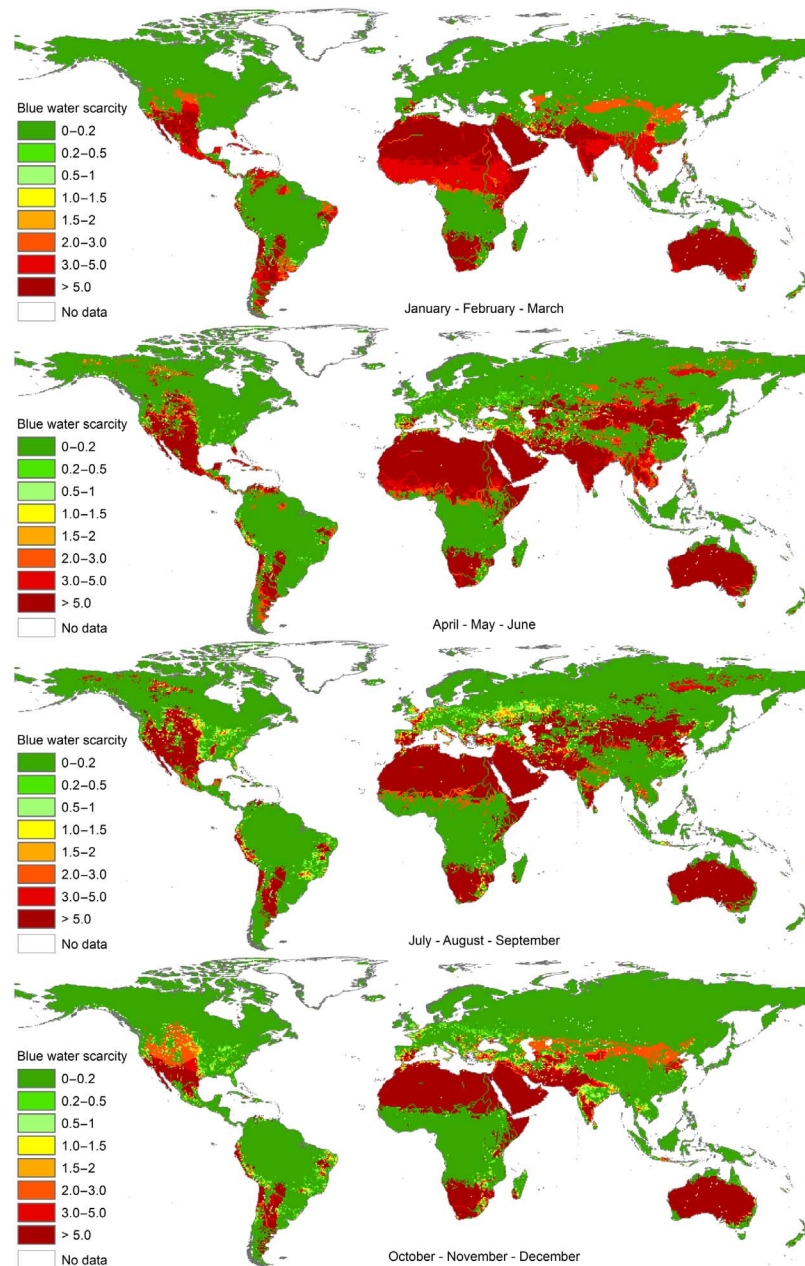 Blue water scarcity
0–0.2
0.2–0.5
0.5–1
1.0–1.5
1.5–2
2.0–3.0
3.0–5.0
> 5.0
No data
January - February - March
Blue water scarcity
0–0.2
0.2–0.5
0.5–1
1.0–1.5
1.5–2
2.0–3.0
3.0–5.0
> 5.0
No data
April - May - June
Blue water scarcity
0–0.2
0.2–0.5
0.5–1
1.0–1.5
1.5–2
2.0–3.0
3.0–5.0
> 5.0
No data
July - August - September
Blue water scarcity
0–0.2
0.2–0.5
0.5–1
1.0–1.5
1.5–2
2.0–3.0
3.0–5.0
> 5.0
No data
October - November - December